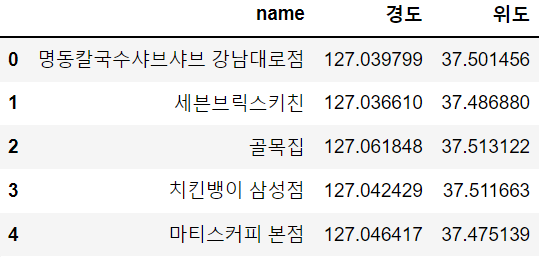 name 경도 위도
0 명동칼국수샤브샤브 강남대로점 127.039799 37.501456
1 세븐브릭스키친 127.036610 37.486880
2 골목집 127.061848 37.513122
3 치킨뱅이 삼성점 127.042429 37.511663
4 마티스커피 본점 127.046417 37.475139